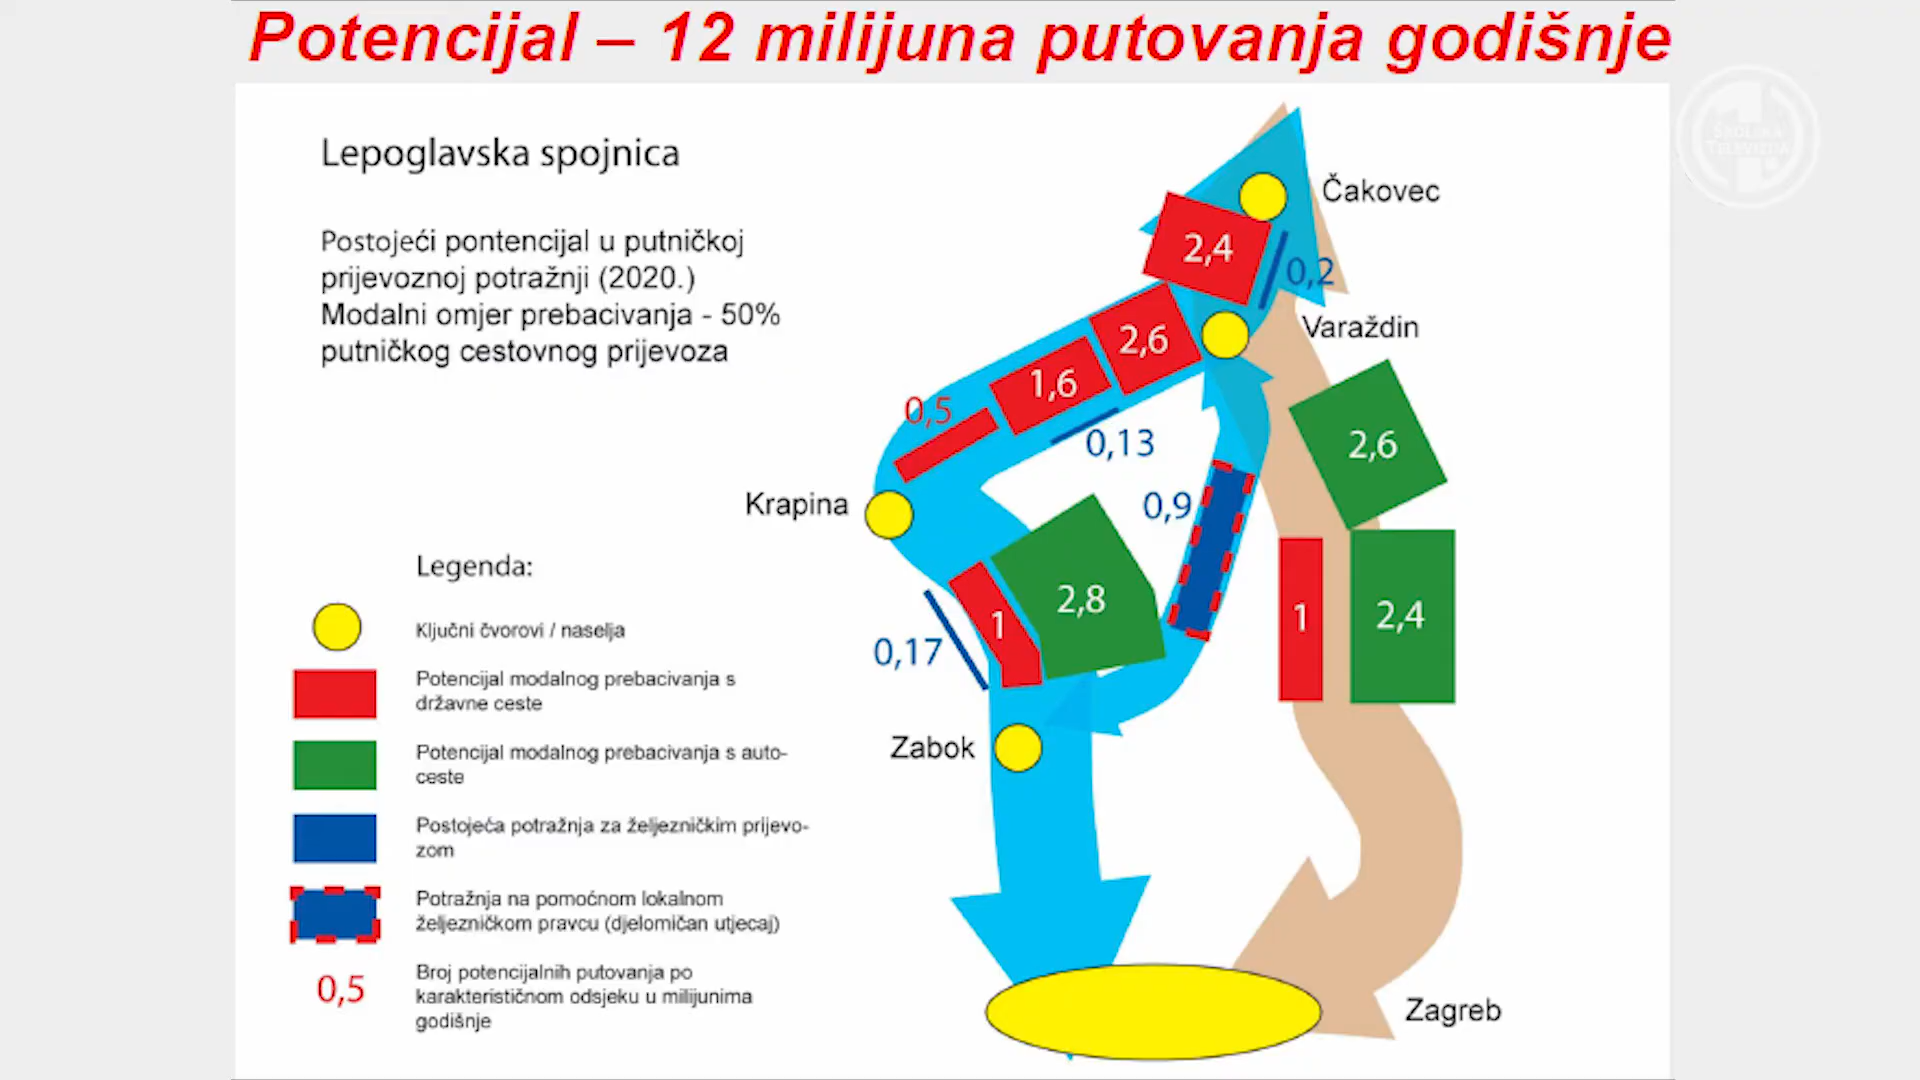 Potencijal – 12 milijuna putovanja godišnje
ŠKOLSKA
TELEVIZIJA
Lepoglavska spojnica
Postojeći pontencijal u putničkoj
prijevoznoj potražnji (2020.)
Modalni omjer prebacivanja - 50%
putničkog cestovnog prijevoza
Čakovec
2,4
0,2
Varaždin
2,6
1,6
0,5
0,13
2,6
Krapina
0,9
2,8
1
0,17
1
2,4
Zabok
Zagreb
Legenda:
Ključni čvorovi / naselja
Potencijal modalnog prebacivanja s
državne ceste
Potencijal modalnog prebacivanja s auto-
ceste
Postojeća potražnja za željezničkim prijevo-
zom
Potražnja na pomoćnom lokalnom
željezničkom pravcu (djelomičan utjecaj)
0,5
Broj potencijalnih putovanja po
karakterističnom odsjeku u milijunima
godišnje